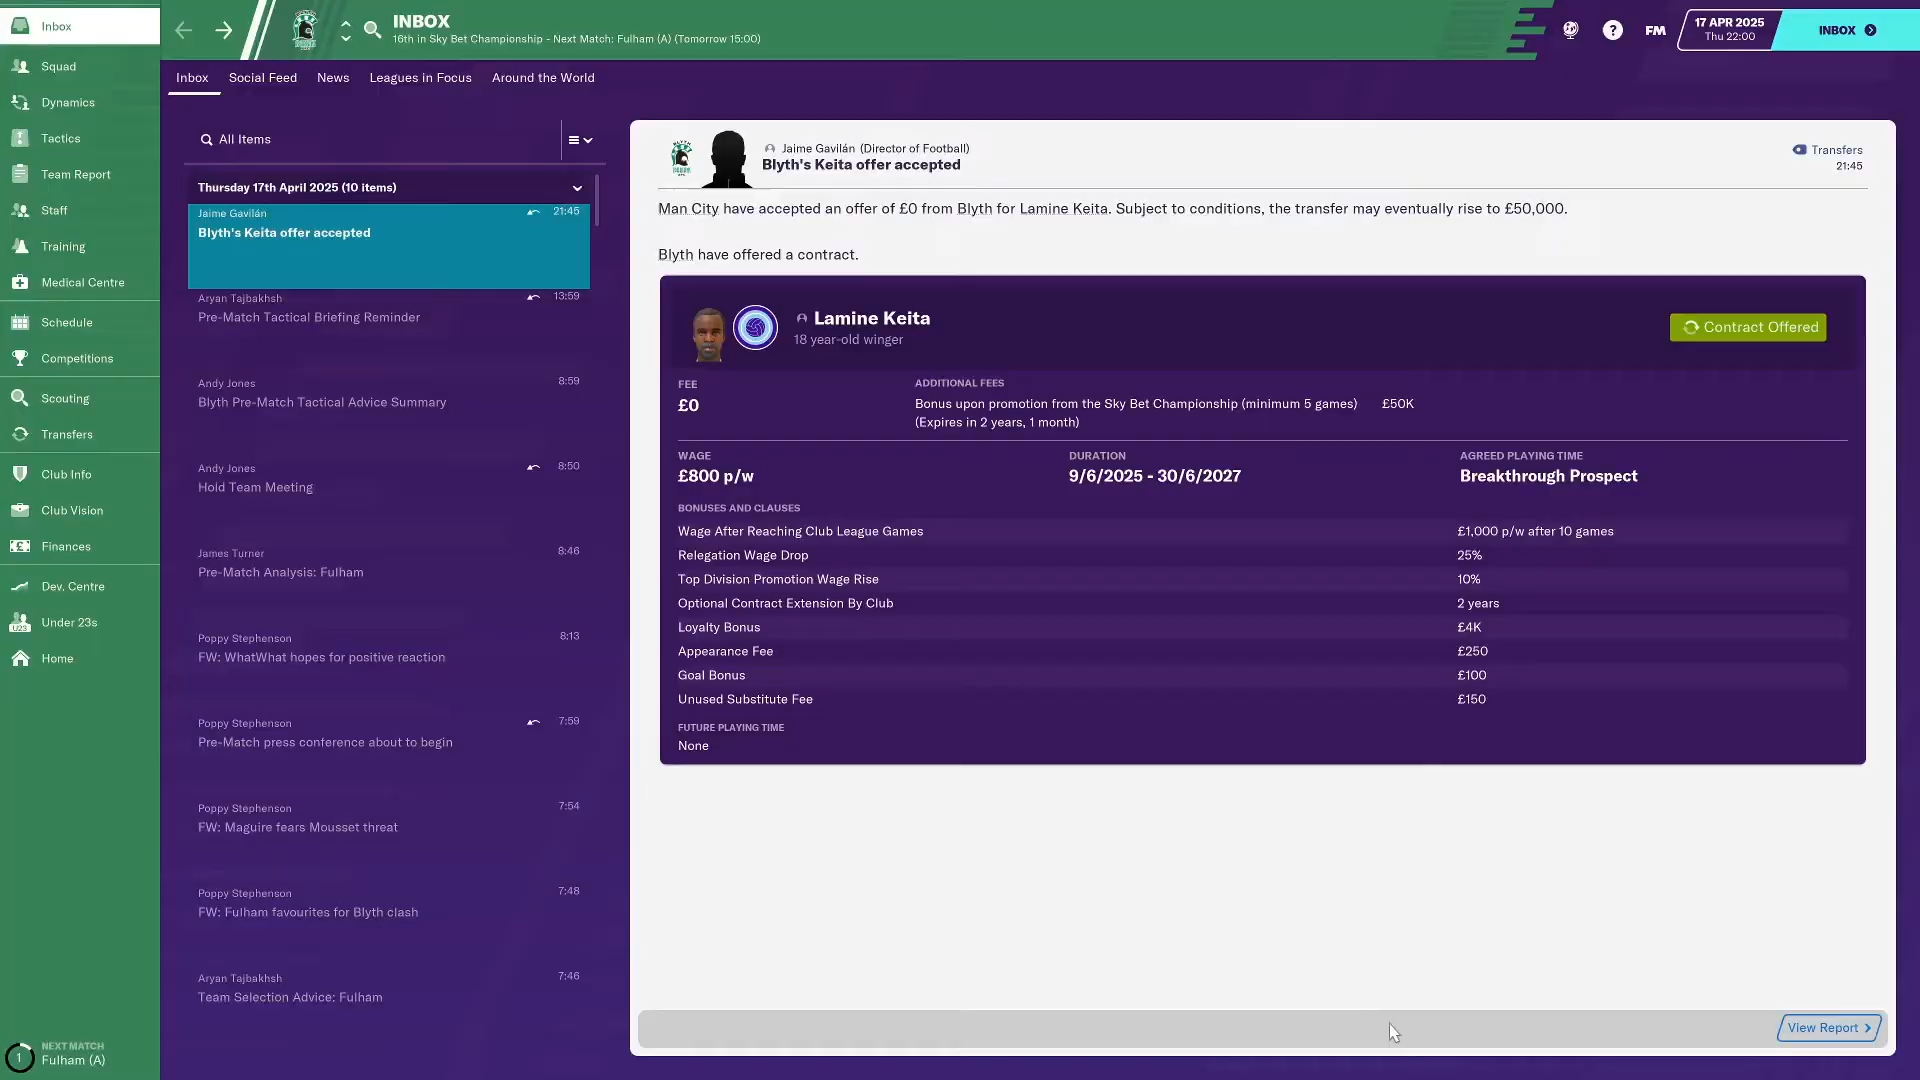 Inbox
Squad
Dynamics
Tactics
Team Report
Staff
Training
Medical Centre
Schedule
Competitions
Scouting
Transfers
Club Info
Club Vision
Finances
Dev. Centre
U23
Under 23s
Home
1
NEXT MATCH
Fulham (A)
INBOX
16th in Sky Bet Championship - Next Match: Fulham (A) (Tomorrow 15:00)
?
FM
17 APR 2025
Thu 22:00
INBOX
Inbox Social Feed News Leagues in Focus Around the World
All Items
Thursday 17th April 2025 (10 items)
Jaime Gavilán 21:45
Blyth's Keita offer accepted
Aryan Tajbakhsh 13:59
Pre-Match Tactical Briefing Reminder
Andy Jones 8:59
Blyth Pre-Match Tactical Advice Summary
Andy Jones 8:50
Hold Team Meeting
James Turner 8:46
Pre-Match Analysis: Fulham
Poppy Stephenson 8:13
FW: WhatWhat hopes for positive reaction
Poppy Stephenson 7:59
Pre-Match press conference about to begin
Poppy Stephenson 7:54
FW: Maguire fears Mousset threat
Poppy Stephenson 7:48
FW: Fulham favourites for Blyth clash
Aryan Tajbakhsh 7:46
Team Selection Advice: Fulham
Jaime Gavilán (Director of Football)
Blyth's Keita offer accepted
Transfers
21:45
Man City have accepted an offer of £0 from Blyth for Lamine Keita. Subject to conditions, the transfer may eventually rise to £50,000.
Blyth have offered a contract.
Lamine Keita
18 year-old winger
Contract Offered
FEE
£0
ADDITIONAL FEES
Bonus upon promotion from the Sky Bet Championship (minimum 5 games) £50K
(Expires in 2 years, 1 month)
WAGE
£800 p/w
DURATION
9/6/2025 - 30/6/2027
AGREED PLAYING TIME
Breakthrough Prospect
BONUSES AND CLAUSES
Wage After Reaching Club League Games £1,000 p/w after 10 games
Relegation Wage Drop 25%
Top Division Promotion Wage Rise 10%
Optional Contract Extension By Club 2 years
Loyalty Bonus £4K
Appearance Fee £250
Goal Bonus £100
Unused Substitute Fee £150
FUTURE PLAYING TIME
None
View Report